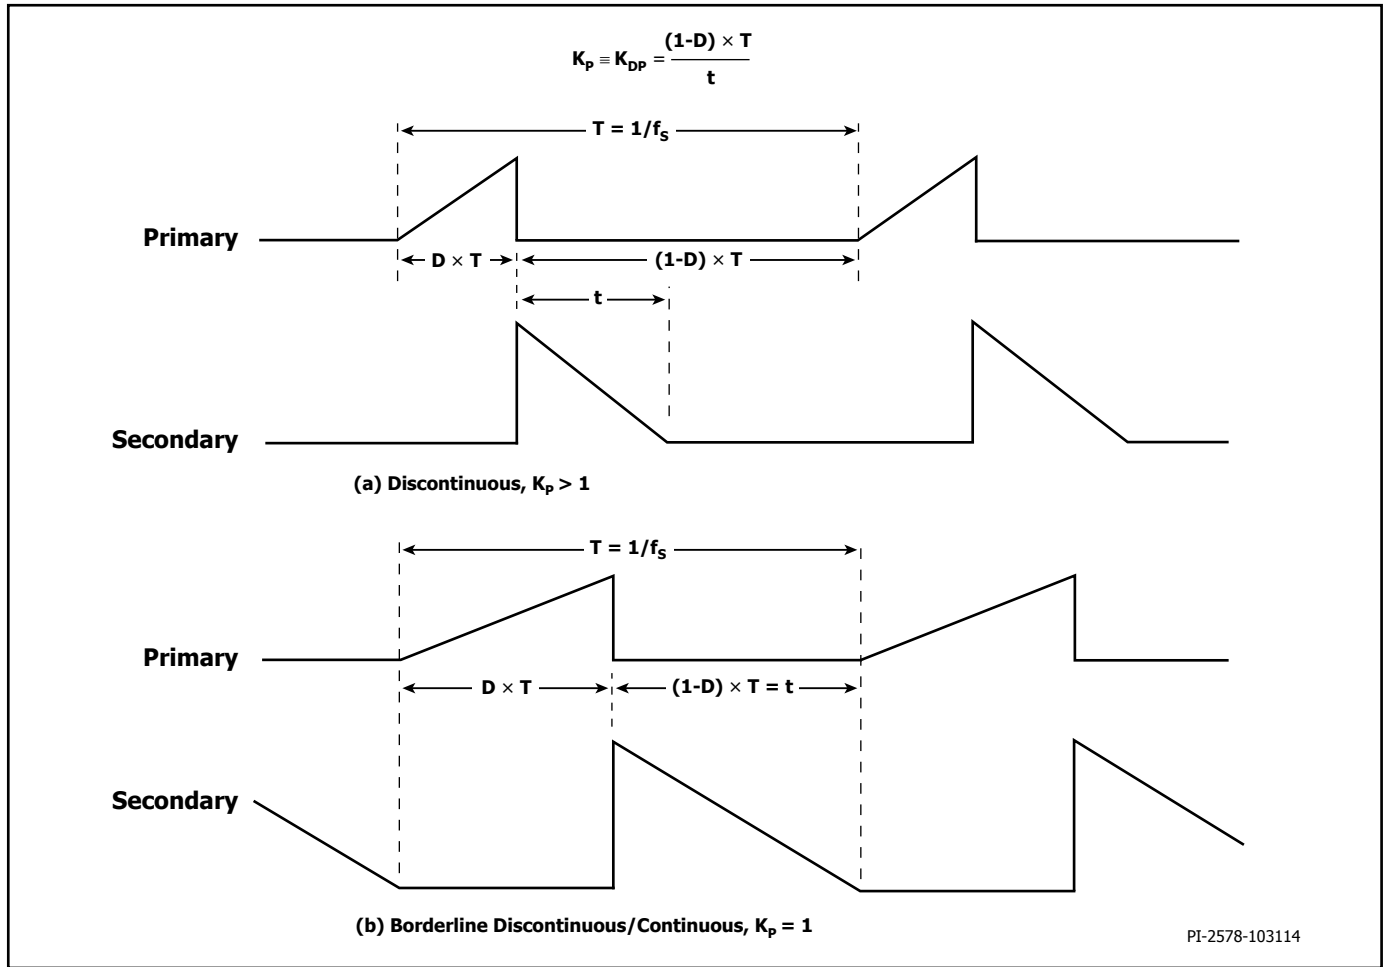 K_P ≡ K_DP = (1-D) × T / t
T = 1/f_S
Primary
D × T
(1-D) × T
t
Secondary
(a) Discontinuous, K_P > 1
T = 1/f_S
Primary
D × T
(1-D) × T = t
Secondary
(b) Borderline Discontinuous/Continuous, K_P = 1
PI-2578-103114